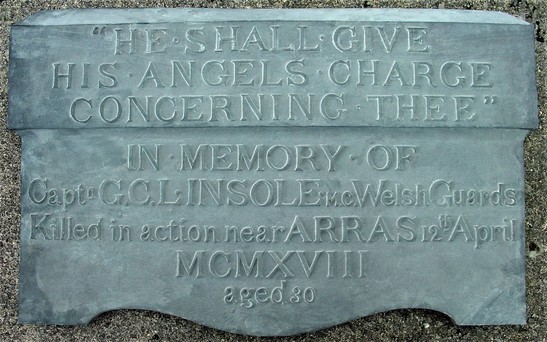 "HE·SHALL·GIVE
HIS·ANGELS·CHARGE
CONCERNING·THEE"
IN·MEMORY·OF
Captn G.C.L INSOLE M.C. Welsh Guards
Killed in action near ARRAS 12th April
MCMXVIII
aged 30